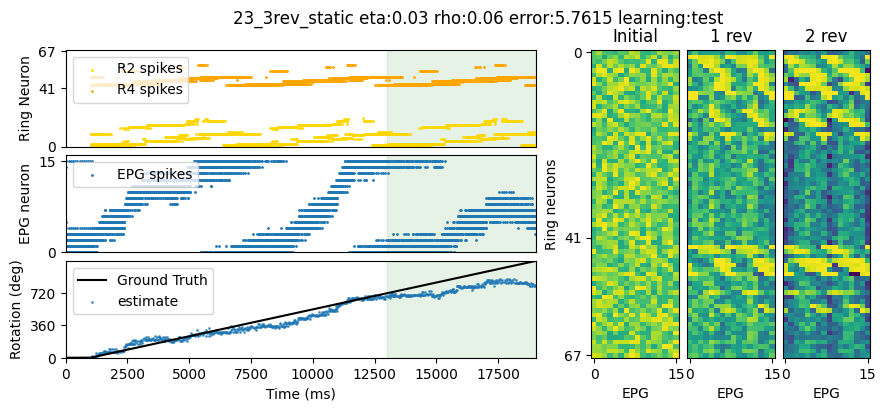 23_3rev_static eta:0.03 rho:0.06 error:5.7615 learning:test
Initial
1 rev
2 rev
67
41
0
Ring Neuron
R2 spikes
R4 spikes
15
0
EPG neuron
EPG spikes
720
360
0
Rotation (deg)
Ground Truth
estimate
0 2500 5000 7500 10000 12500 15000 17500
Time (ms)
0
41
67
Ring neurons
0 15
0 15
0 15
EPG
EPG
EPG